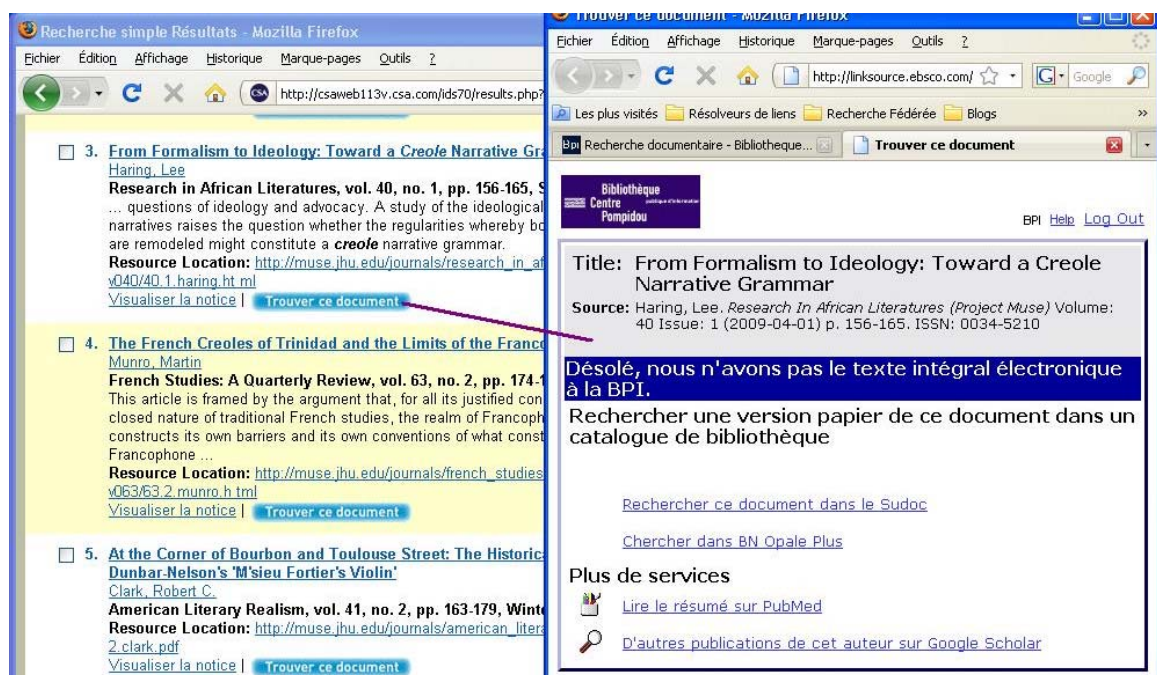 Recherche simple Résultats - Mozilla Firefox
Fichier Édition Affichage Historique Marque-pages Outils ?
http://csaweb113v.csa.com/ids70/results.php?
3. From Formalism to Ideology: Toward a Creole Narrative Gra
Haring, Lee
Research in African Literatures, vol. 40, no. 1, pp. 156-165, S
... questions of ideology and advocacy. A study of the ideological
narratives raises the question whether the regularities whereby bo
are remodeled might constitute a creole narrative grammar.
Resource Location: http://muse.jhu.edu/journals/research_in_af
v040/40.1.haring.ht ml
Visualiser la notice | Trouver ce document
4. The French Creoles of Trinidad and the Limits of the Franco
Munro, Martin
French Studies: A Quarterly Review, vol. 63, no. 2, pp. 174-1
This article is framed by the argument that, for all its justified con
closed nature of traditional French studies, the realm of Francoph
constructs its own barriers and its own conventions of what const
Francophone ...
Resource Location: http://muse.jhu.edu/journals/french_studies
v063/63.2.munro.h tml
Visualiser la notice | Trouver ce document
5. At the Corner of Bourbon and Toulouse Street: The Historic
Dunbar-Nelson's 'M'sieu Fortier's Violin'
Clark, Robert C.
American Literary Realism, vol. 41, no. 2, pp. 163-179, Winte
Resource Location: http://muse.jhu.edu/journals/american_litera
2.clark.pdf
Visualiser la notice | Trouver ce document
Trouver ce document - Mozilla Firefox
Fichier Édition Affichage Historique Marque-pages Outils ?
http://linksource.ebsco.com/ G Google
Les plus visités Résolveurs de liens Recherche Fédérée Blogs »
Bpi Recherche documentaire - Bibliotheque... Trouver ce document
Bibliothèque
Centre publique d'information
Pompidou
BPI Help Log Out
Title: From Formalism to Ideology: Toward a Creole
Narrative Grammar
Source: Haring, Lee. Research In African Literatures (Project Muse) Volume:
40 Issue: 1 (2009-04-01) p. 156-165. ISSN: 0034-5210
Désolé, nous n'avons pas le texte intégral électronique
à la BPI.
Rechercher une version papier de ce document dans un
catalogue de bibliothèque
Rechercher ce document dans le Sudoc
Chercher dans BN Opale Plus
Plus de services
Lire le résumé sur PubMed
D'autres publications de cet auteur sur Google Scholar